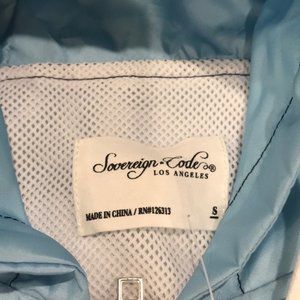 Sovereign Code®
LOS ANGELES
MADE IN CHINA / RN#126313
S